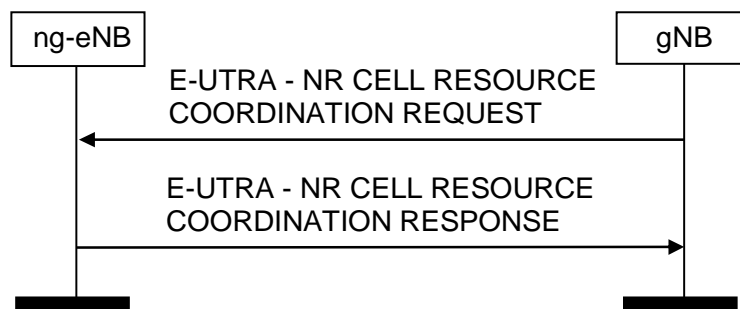 ng-eNB
gNB
E-UTRA - NR CELL RESOURCE
COORDINATION REQUEST
E-UTRA - NR CELL RESOURCE
COORDINATION RESPONSE